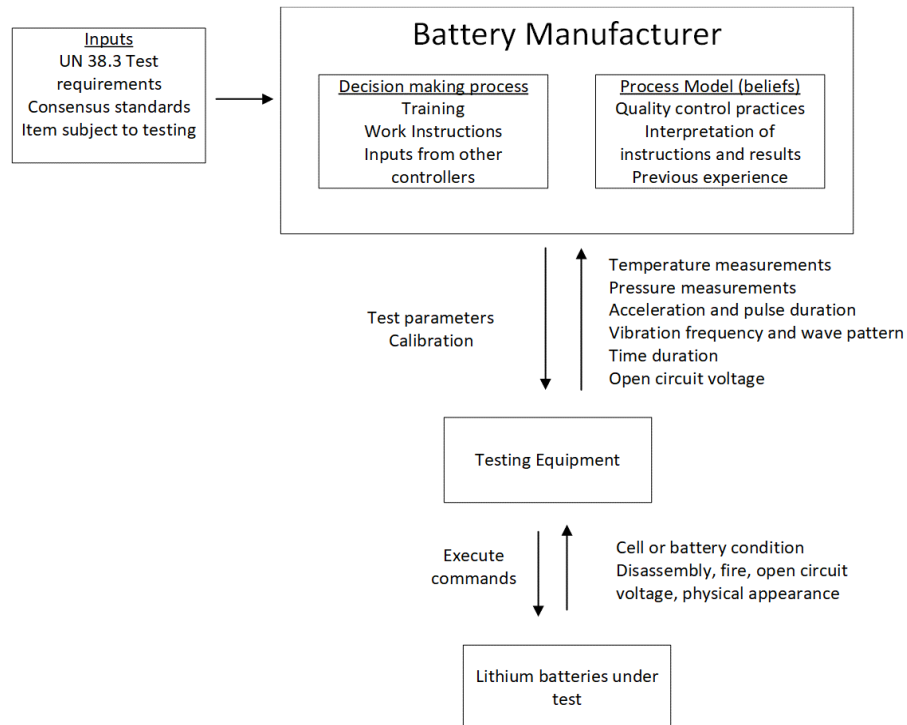 Inputs
UN 38.3 Test
requirements
Consensus standards
Item subject to testing
Battery Manufacturer
Decision making process
Training
Work Instructions
Inputs from other
controllers
Process Model (beliefs)
Quality control practices
Interpretation of
instructions and results
Previous experience
Test parameters
Calibration
Temperature measurements
Pressure measurements
Acceleration and pulse duration
Vibration frequency and wave pattern
Time duration
Open circuit voltage
Testing Equipment
Execute
commands
Cell or battery condition
Disassembly, fire, open circuit
voltage, physical appearance
Lithium batteries under
test